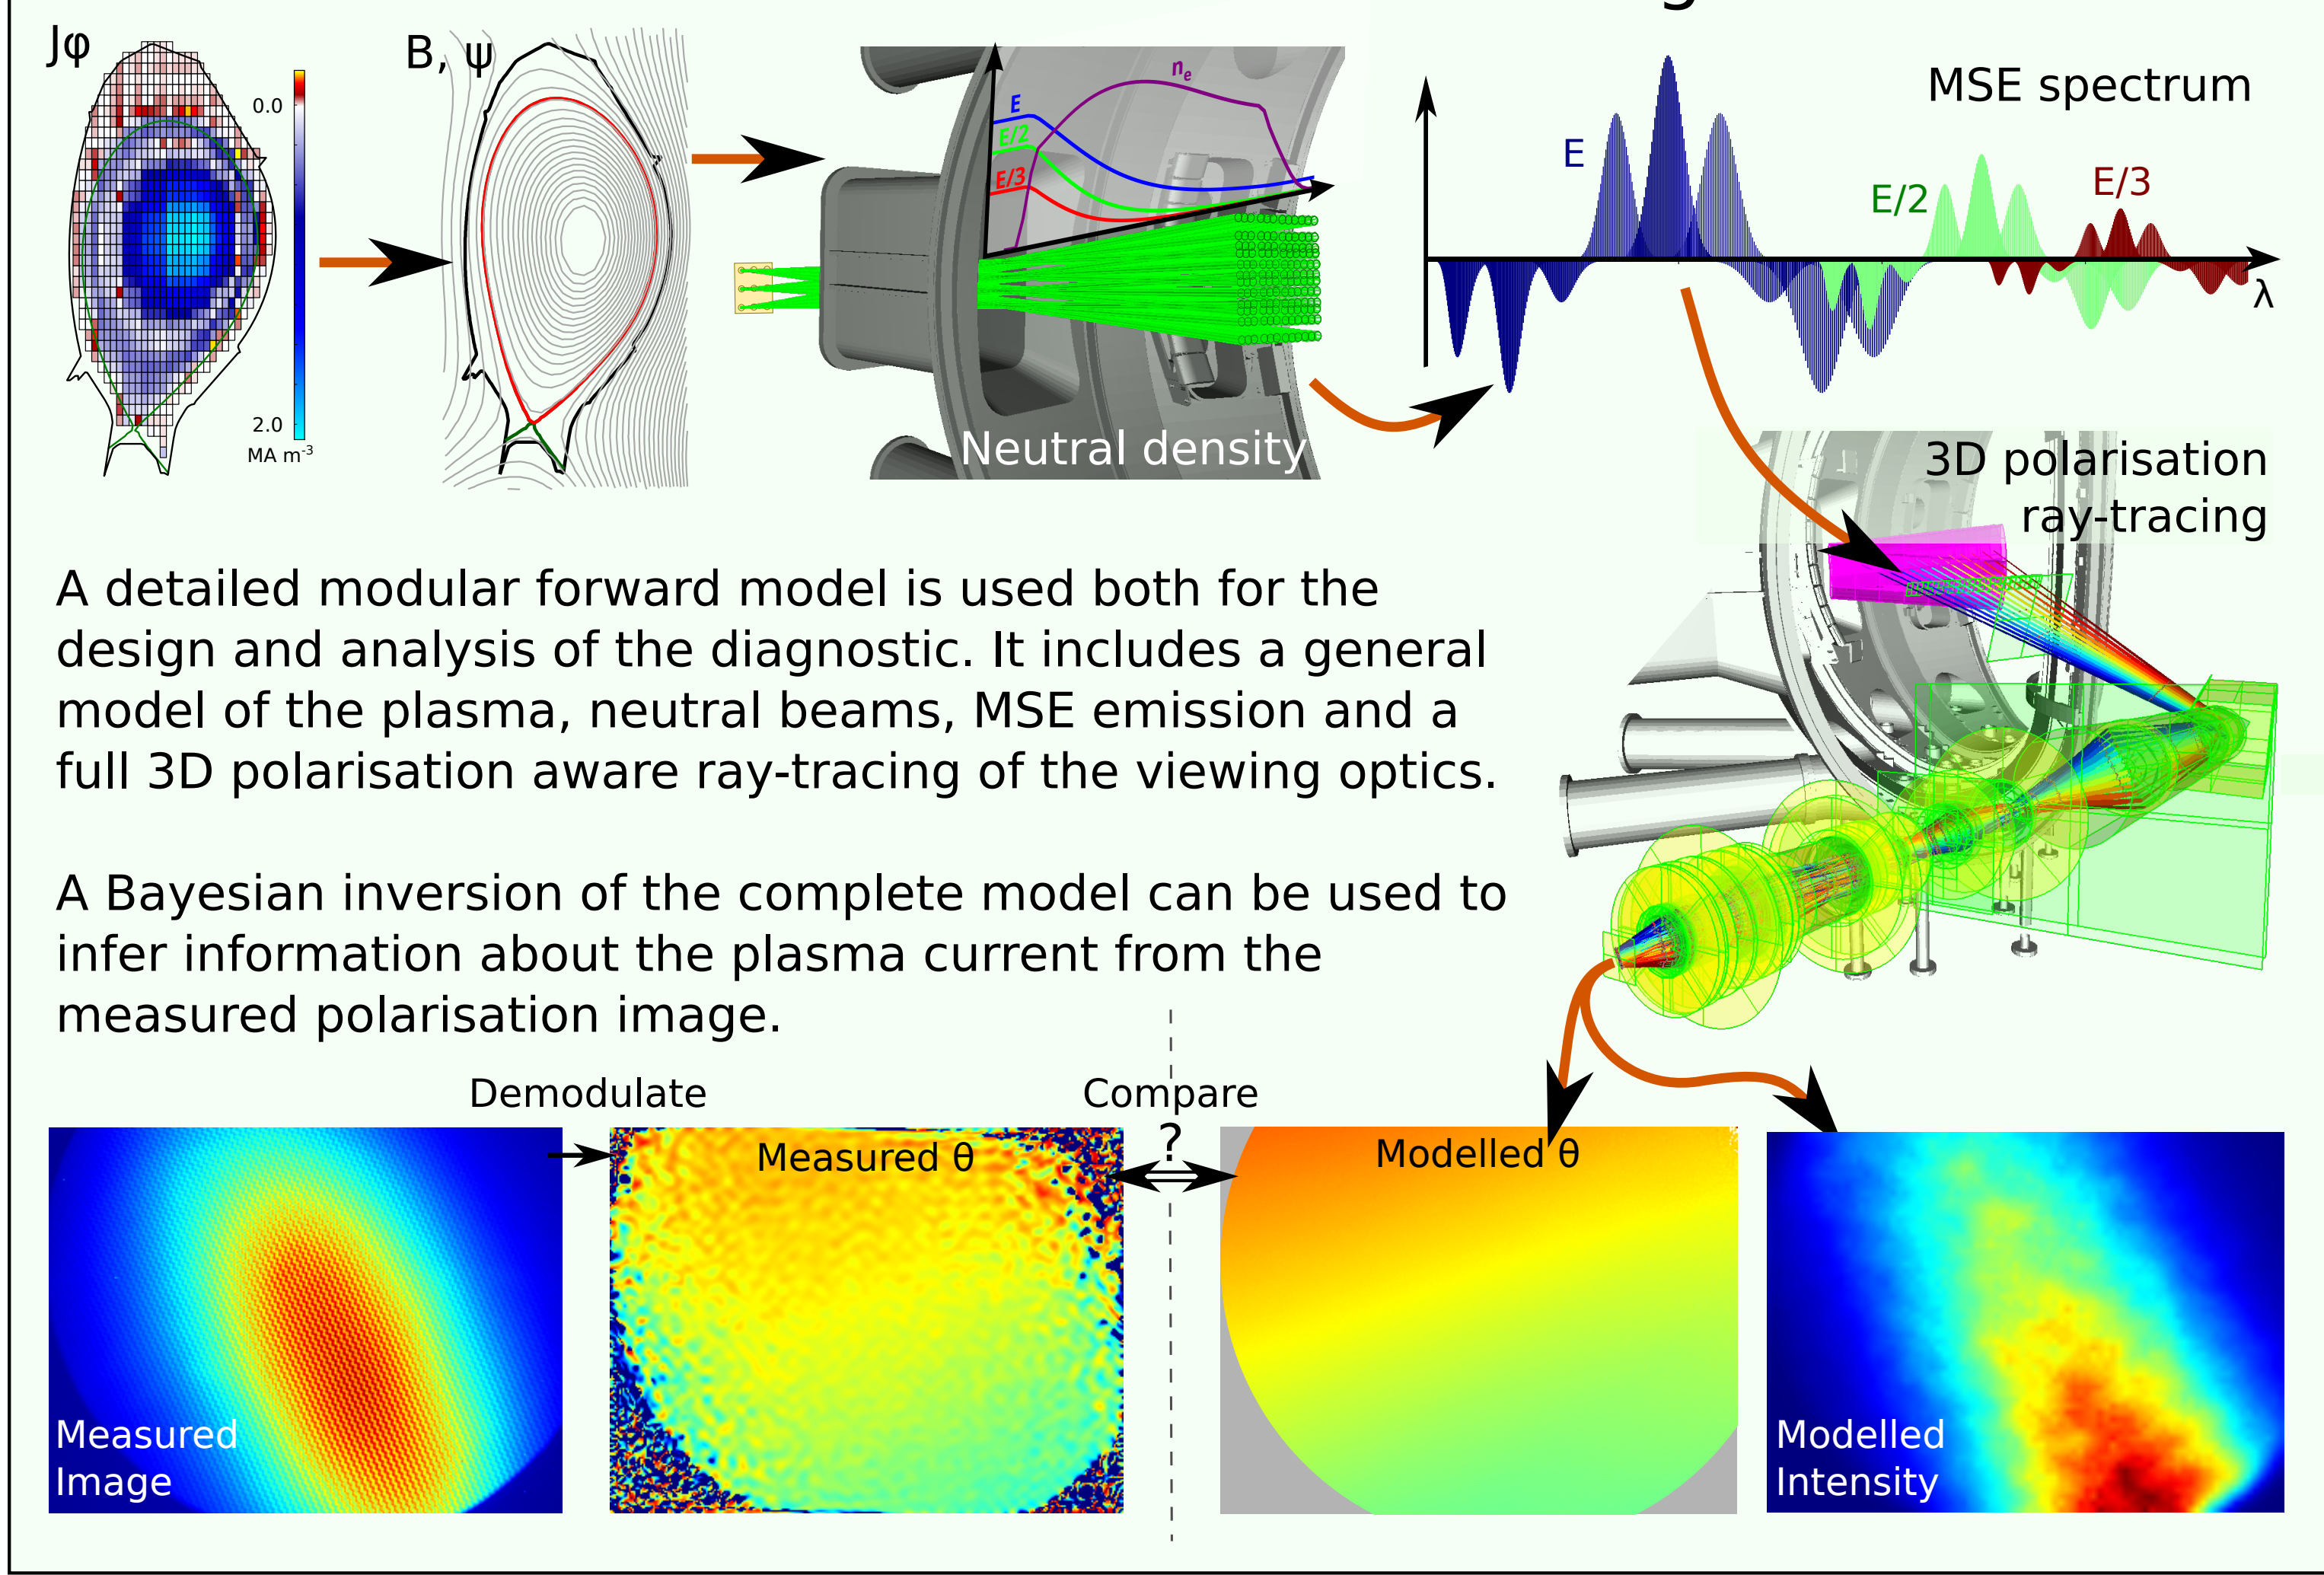 Jφ
0.0
2.0
MA m⁻³
B, ψ
nₑ
E
E/2
E/3
Neutral density
MSE spectrum
E
E/2
E/3
λ
3D polarisation
ray-tracing
A detailed modular forward model is used both for the
design and analysis of the diagnostic. It includes a general
model of the plasma, neutral beams, MSE emission and a
full 3D polarisation aware ray-tracing of the viewing optics.
A Bayesian inversion of the complete model can be used to
infer information about the plasma current from the
measured polarisation image.
Demodulate
Compare
?
Measured
Image
Measured θ
Modelled θ
Modelled
Intensity